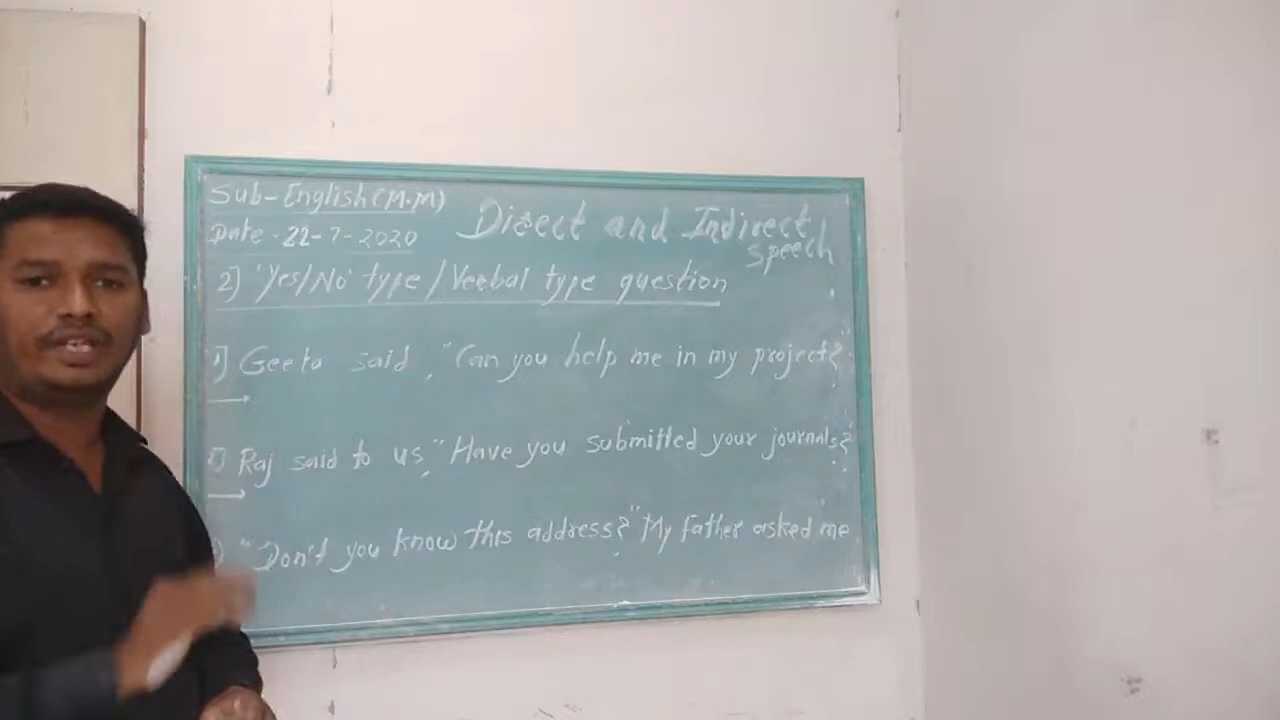 Sub-English(M.M)
Date - 22-7-2020
Direct and Indirect
speech
2] 'Yes/No' type / Verbal type question
1] Geeta said, "Can you help me in my project?
2] Raj said to us, "Have you submitted your journals?"
"Don't you know this address?" My father asked me